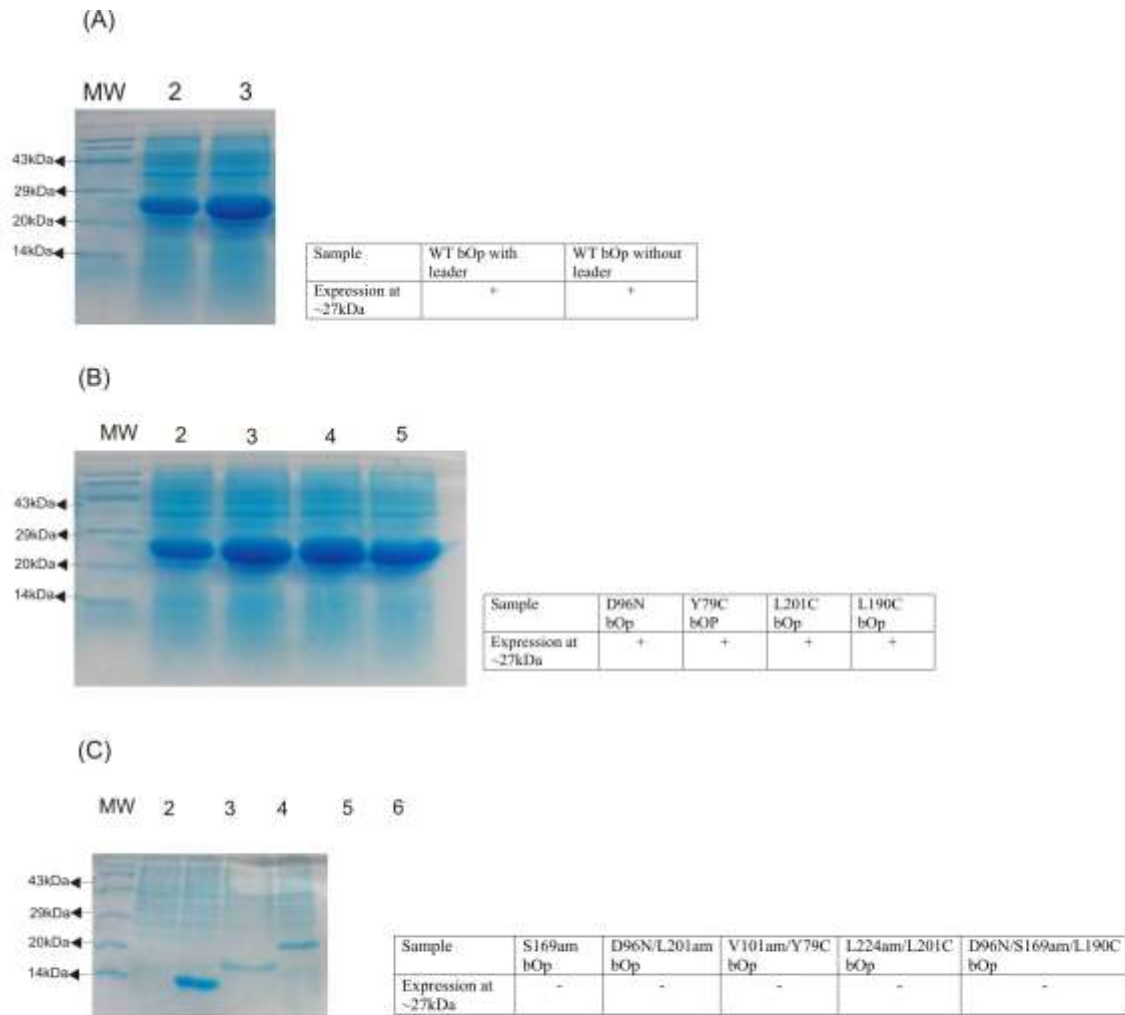 (A)
MW 2 3
43kDa
29kDa
20kDa
14kDa
Sample WT bOp with leader WT bOp without leader
Expression at ~27kDa + +
(B)
MW 2 3 4 5
43kDa
29kDa
20kDa
14kDa
Sample D96N bOp Y79C bOP L201C bOp L190C bOp
Expression at ~27kDa + + + +
(C)
MW 2 3 4 5 6
43kDa
29kDa
20kDa
14kDa
Sample S169am bOp D96N/L201am bOp V101am/Y79C bOp L224am/L201C bOp D96N/S169am/L190C bOp
Expression at ~27kDa - - - - -